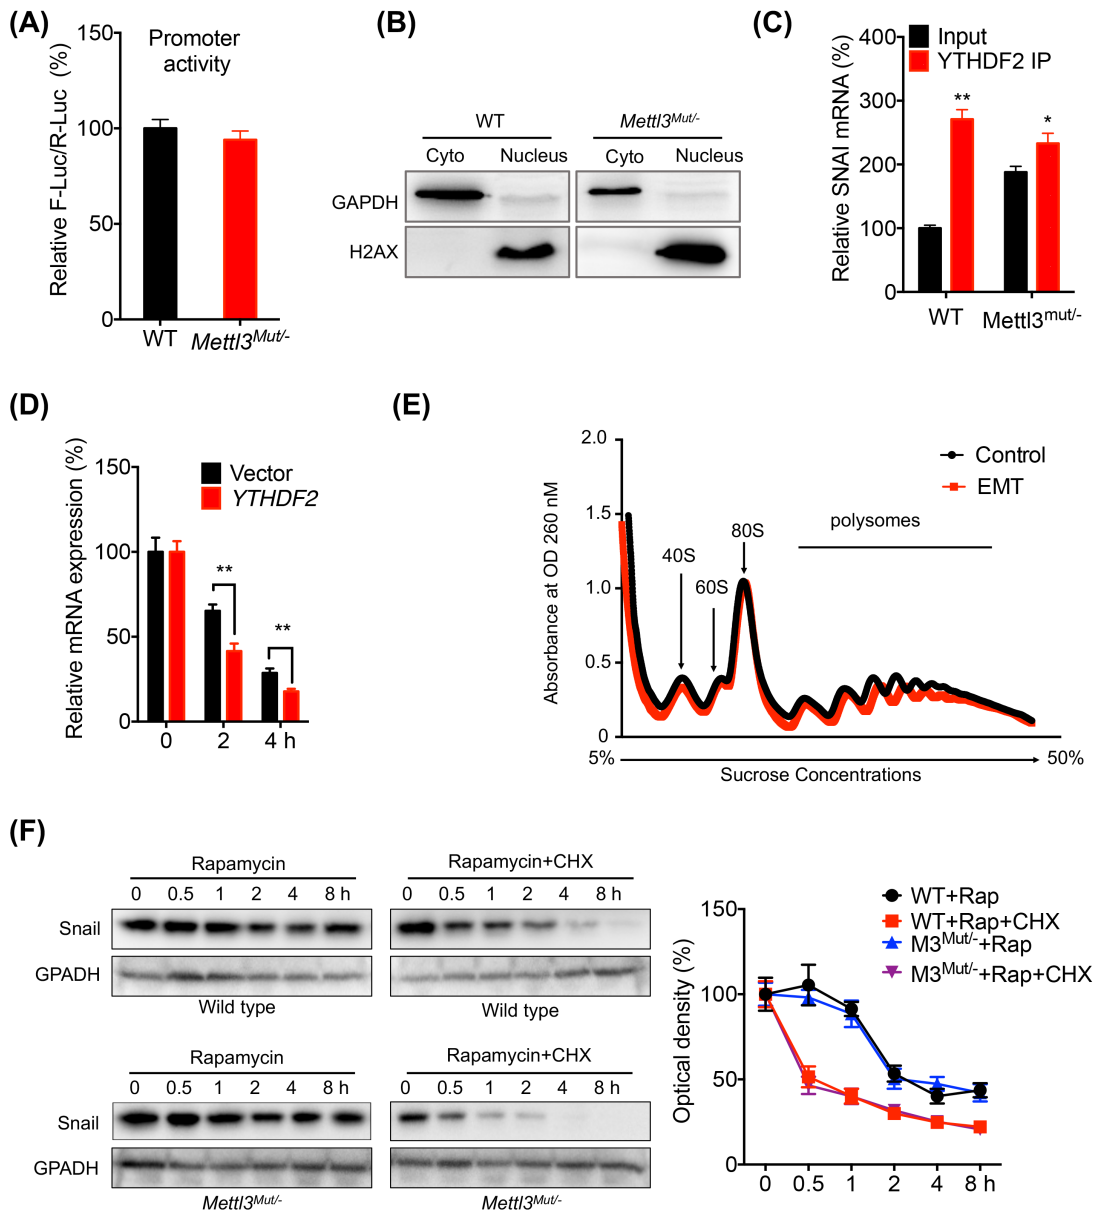 (A)
150
100
50
0
Relative F-Luc/R-Luc (%)
Promoter
activity
WT
Mettl3Mut/-
(B)
WT
Mettl3Mut/-
Cyto
Nucleus
Cyto
Nucleus
GAPDH
H2AX
(C)
400
300
200
100
0
Relative SNAI mRNA (%)
Input
YTHDF2 IP
**
*
WT
Mettl3mut/-
(D)
150
100
50
0
Relative mRNA expression (%)
Vector
YTHDF2
**
**
0
2
4 h
(E)
2.0
1.5
1.0
0.5
0
Absorbance at OD 260 nM
Control
EMT
40S
60S
80S
polysomes
5%
50%
Sucrose Concentrations
(F)
Rapamycin
0 0.5 1 2 4 8 h
Rapamycin+CHX
0 0.5 1 2 4 8 h
Snail
GPADH
Wild type
Wild type
Rapamycin
0 0.5 1 2 4 8 h
Rapamycin+CHX
0 0.5 1 2 4 8 h
Snail
GPADH
Mettl3Mut/-
Mettl3Mut/-
WT+Rap
WT+Rap+CHX
M3Mut/-+Rap
M3Mut/-+Rap+CHX
150
100
50
0
Optical density (%)
0 0.5 1 2 4 8 h